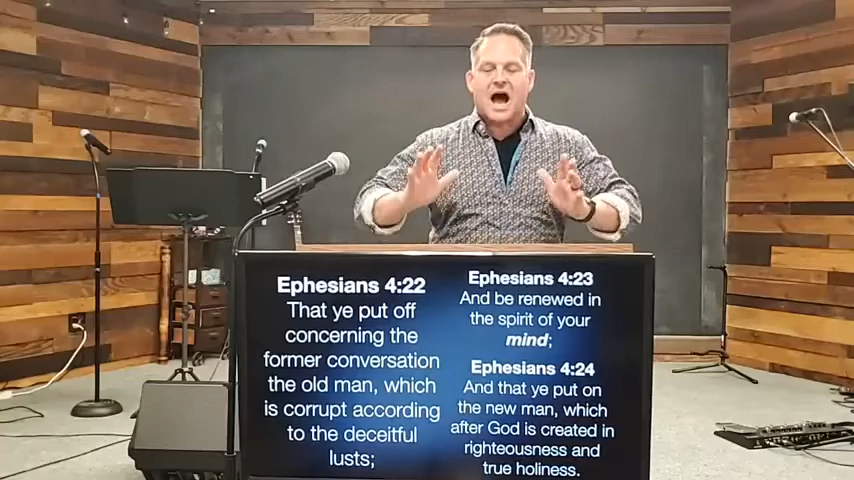 Ephesians 4:22
That ye put off
concerning the
former conversation
the old man, which
is corrupt according
to the deceitful
lusts;
Ephesians 4:23
And be renewed in
the spirit of your
mind;
Ephesians 4:24
And that ye put on
the new man, which
after God is created in
righteousness and
true holiness.